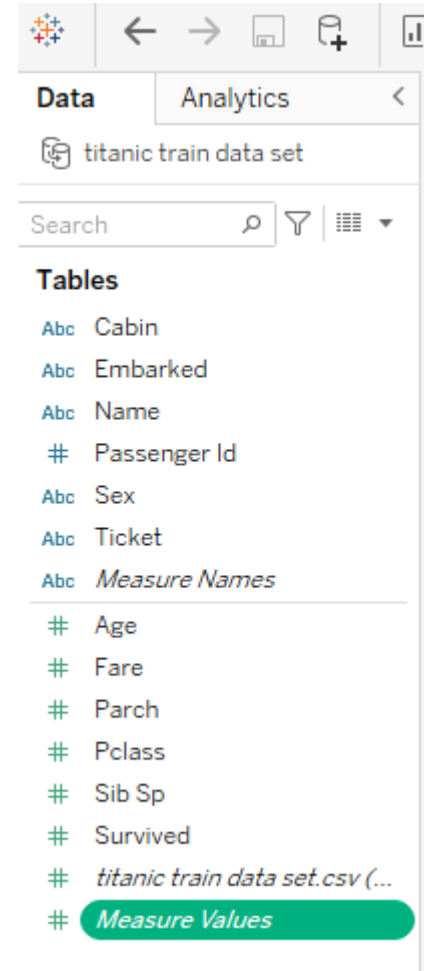 Data Analytics <
titanic train data set
Search
Tables
Abc Cabin
Abc Embarked
Abc Name
# Passenger Id
Abc Sex
Abc Ticket
Abc Measure Names
# Age
# Fare
# Parch
# Pclass
# Sib Sp
# Survived
# titanic train data set.csv (...
# Measure Values